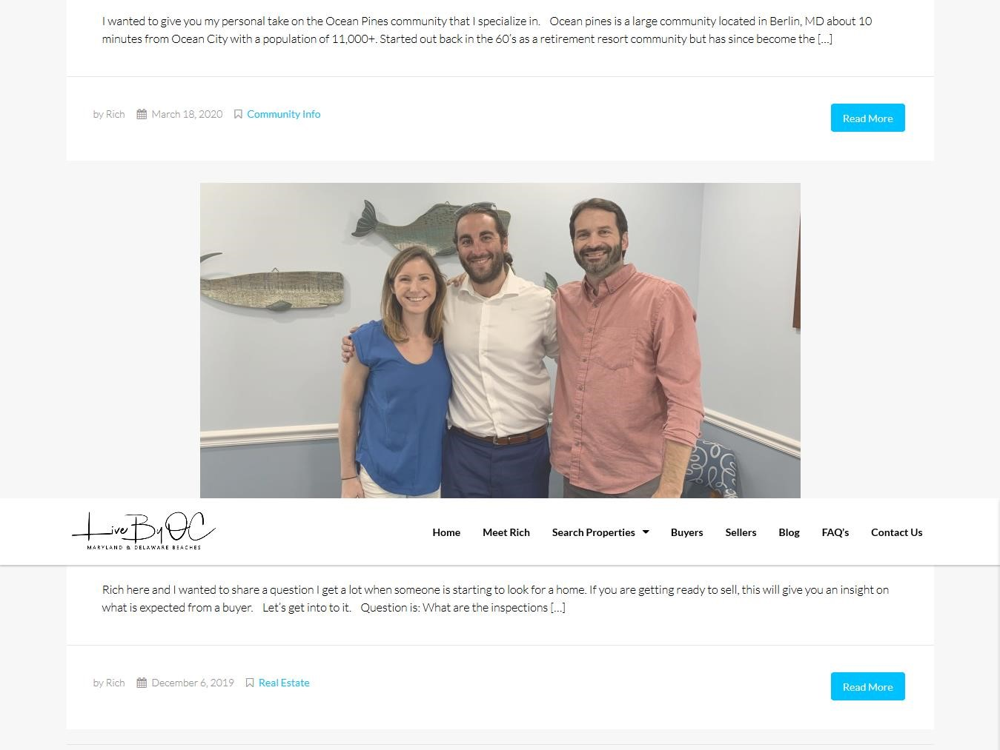 I wanted to give you my personal take on the Ocean Pines community that I specialize in. Ocean pines is a large community located in Berlin, MD about 10
minutes from Ocean City with a population of 11,000+. Started out back in the 60’s as a retirement resort community but has since become the […]
by Rich March 18, 2020 Community Info
Read More
Live By OC
MARYLAND & DELAWARE BEACHES
Home Meet Rich Search Properties Buyers Sellers Blog FAQ’s Contact Us
Rich here and I wanted to share a question I get a lot when someone is starting to look for a home. If you are getting ready to sell, this will give you an insight on
what is expected from a buyer. Let’s get into to it. Question is: What are the inspections […]
by Rich December 6, 2019 Real Estate
Read More